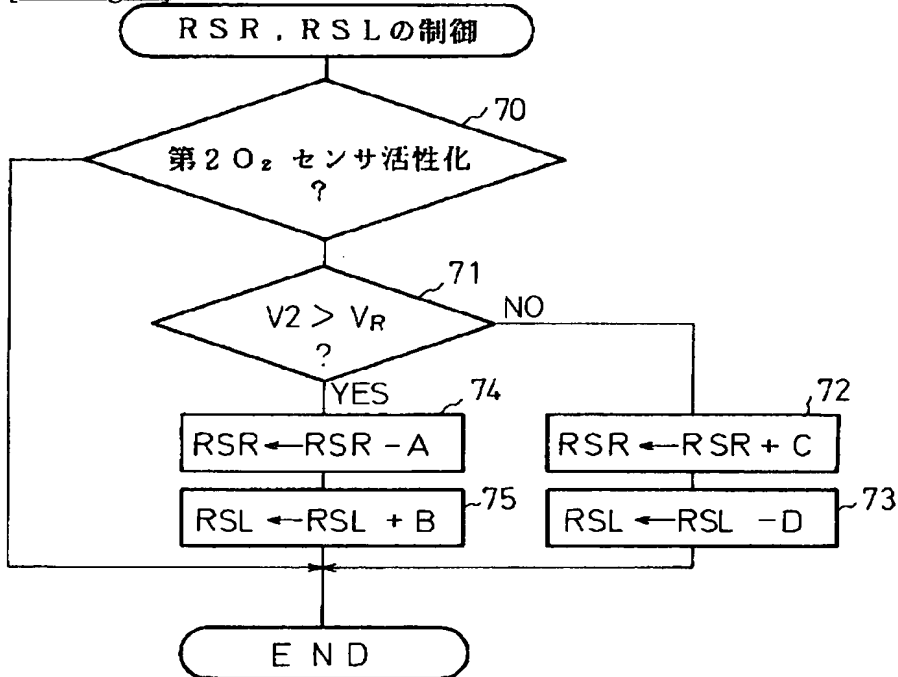 RSR,RSLの制御
70
第2O₂ センサ活性化
?
71
V2 > VR
?
NO
YES
74
RSR←RSR-A
72
RSR←RSR+C
75
RSL←RSL+B
73
RSL←RSL-D
END